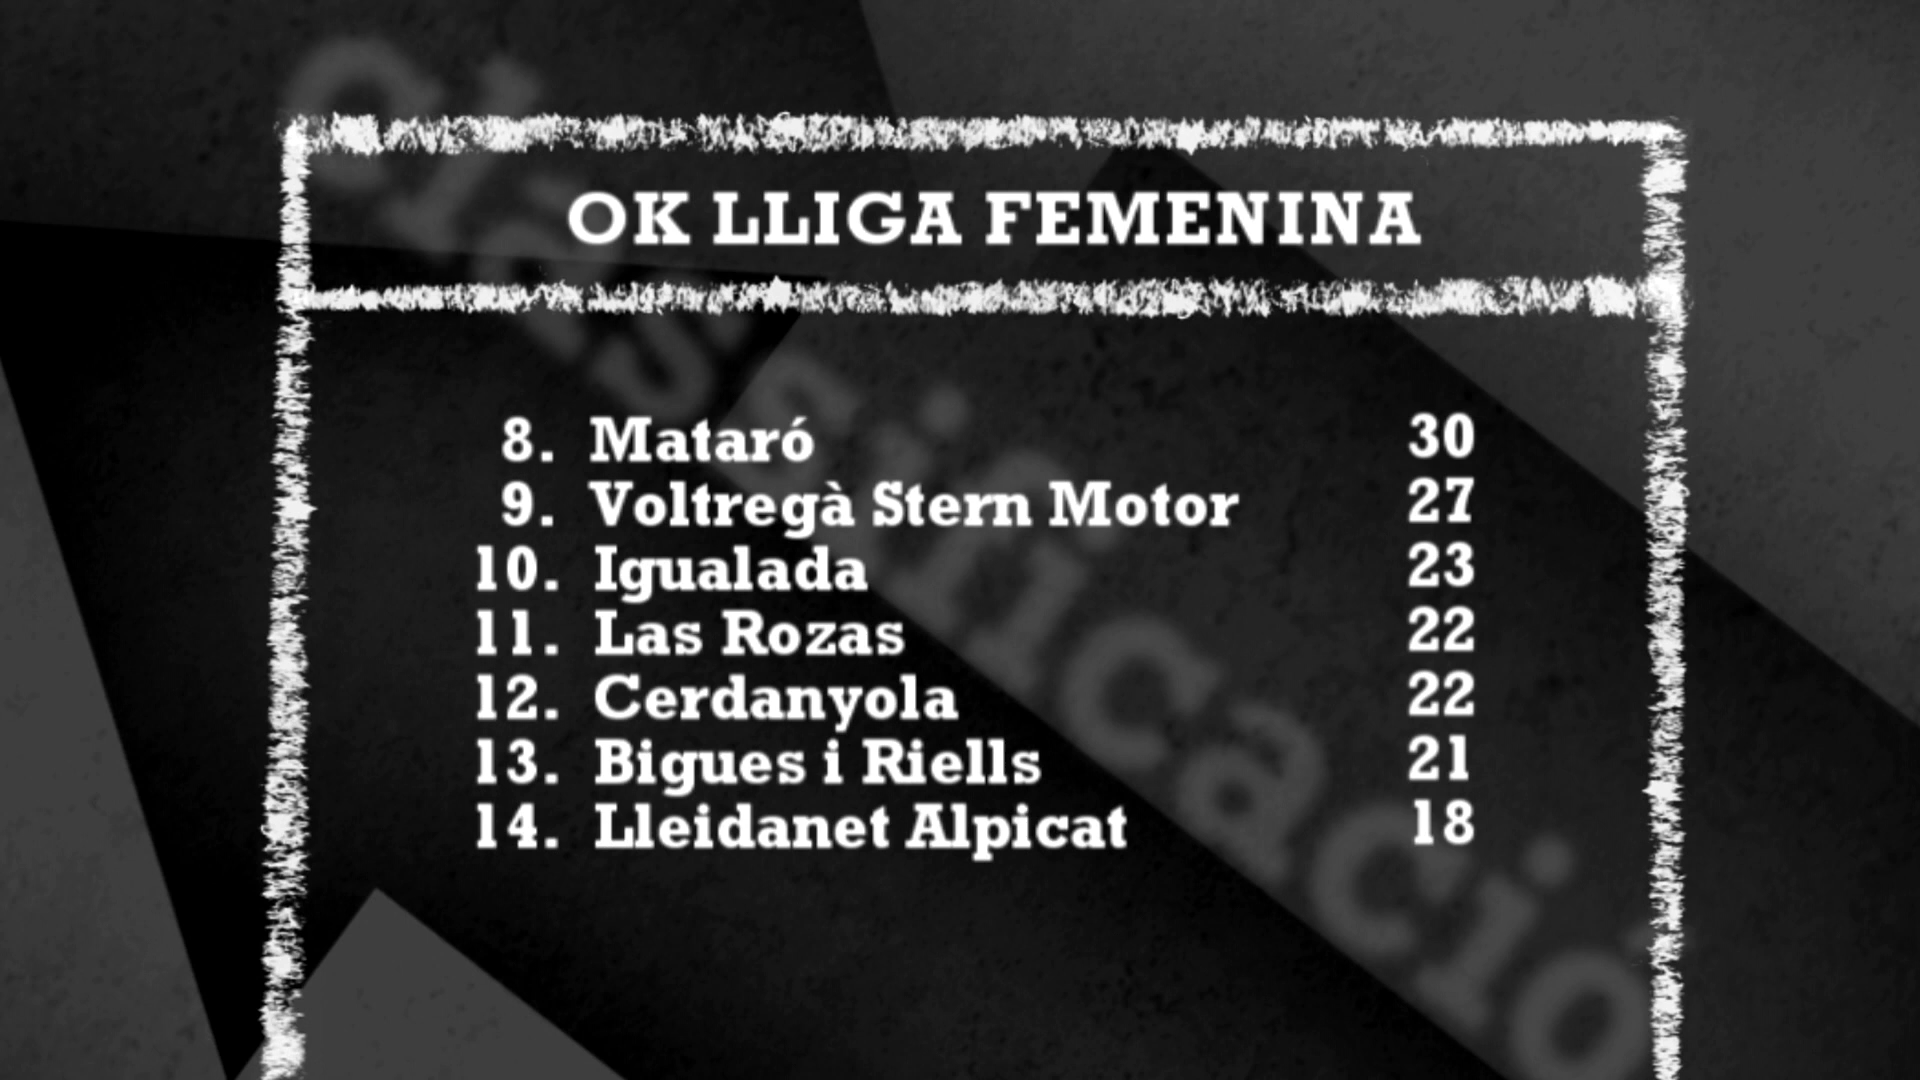 OK LLIGA FEMENINA
8. Mataró 30
9. Voltregà Stern Motor 27
10. Igualada 23
11. Las Rozas 22
12. Cerdanyola 22
13. Bigues i Riells 21
14. Lleidanet Alpicat 18